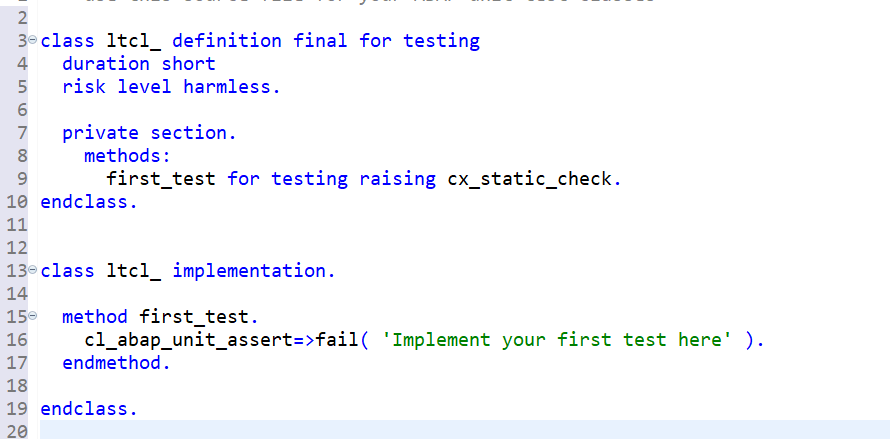 2
3 class ltcl_ definition final for testing
4 duration short
5 risk level harmless.
6
7 private section.
8 methods:
9 first_test for testing raising cx_static_check.
10 endclass.
11
12
13 class ltcl_ implementation.
14
15 method first_test.
16 cl_abap_unit_assert=>fail( 'Implement your first test here' ).
17 endmethod.
18
19 endclass.
20